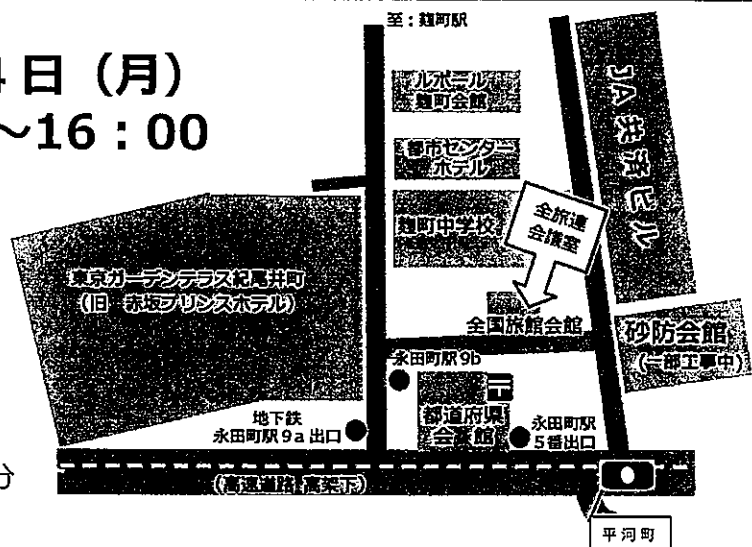 4日（月）
～16：00
至：麹町駅
ルポール
麹町会館
都市センター
ホテル
麹町中学校
全旅連
会議室
JA共済ビル
東京ガーデンテラス紀尾井町
（旧　赤坂プリンスホテル）
全国旅館会館
砂防会館
（一部工事中）
永田町駅9b
〒
都道府県
会館
地下鉄
永田町駅9a出口
永田町駅
5番出口
分
（高速道路 高架下）
平河町